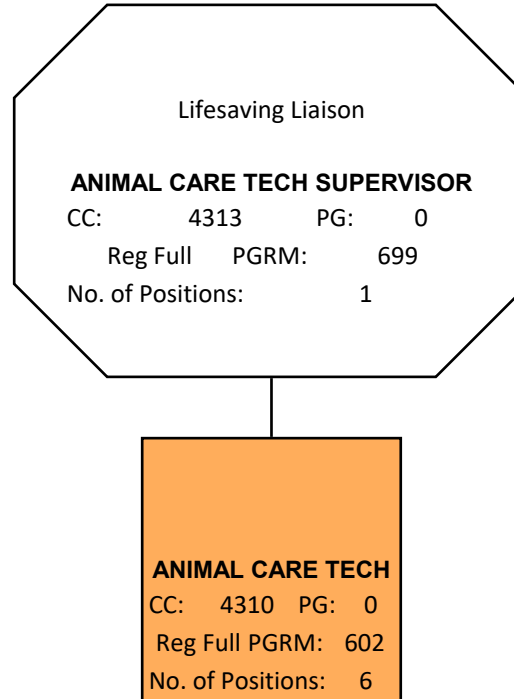 Lifesaving Liaison
ANIMAL CARE TECH SUPERVISOR
CC: 4313 PG: 0
Reg Full PGRM: 699
No. of Positions: 1
ANIMAL CARE TECH
CC: 4310 PG: 0
Reg Full PGRM: 602
No. of Positions: 6